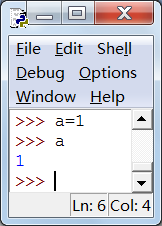 File Edit Shell
Debug Options
Window Help
>>> a=1
>>> a
1
>>>
Ln: 6 Col: 4